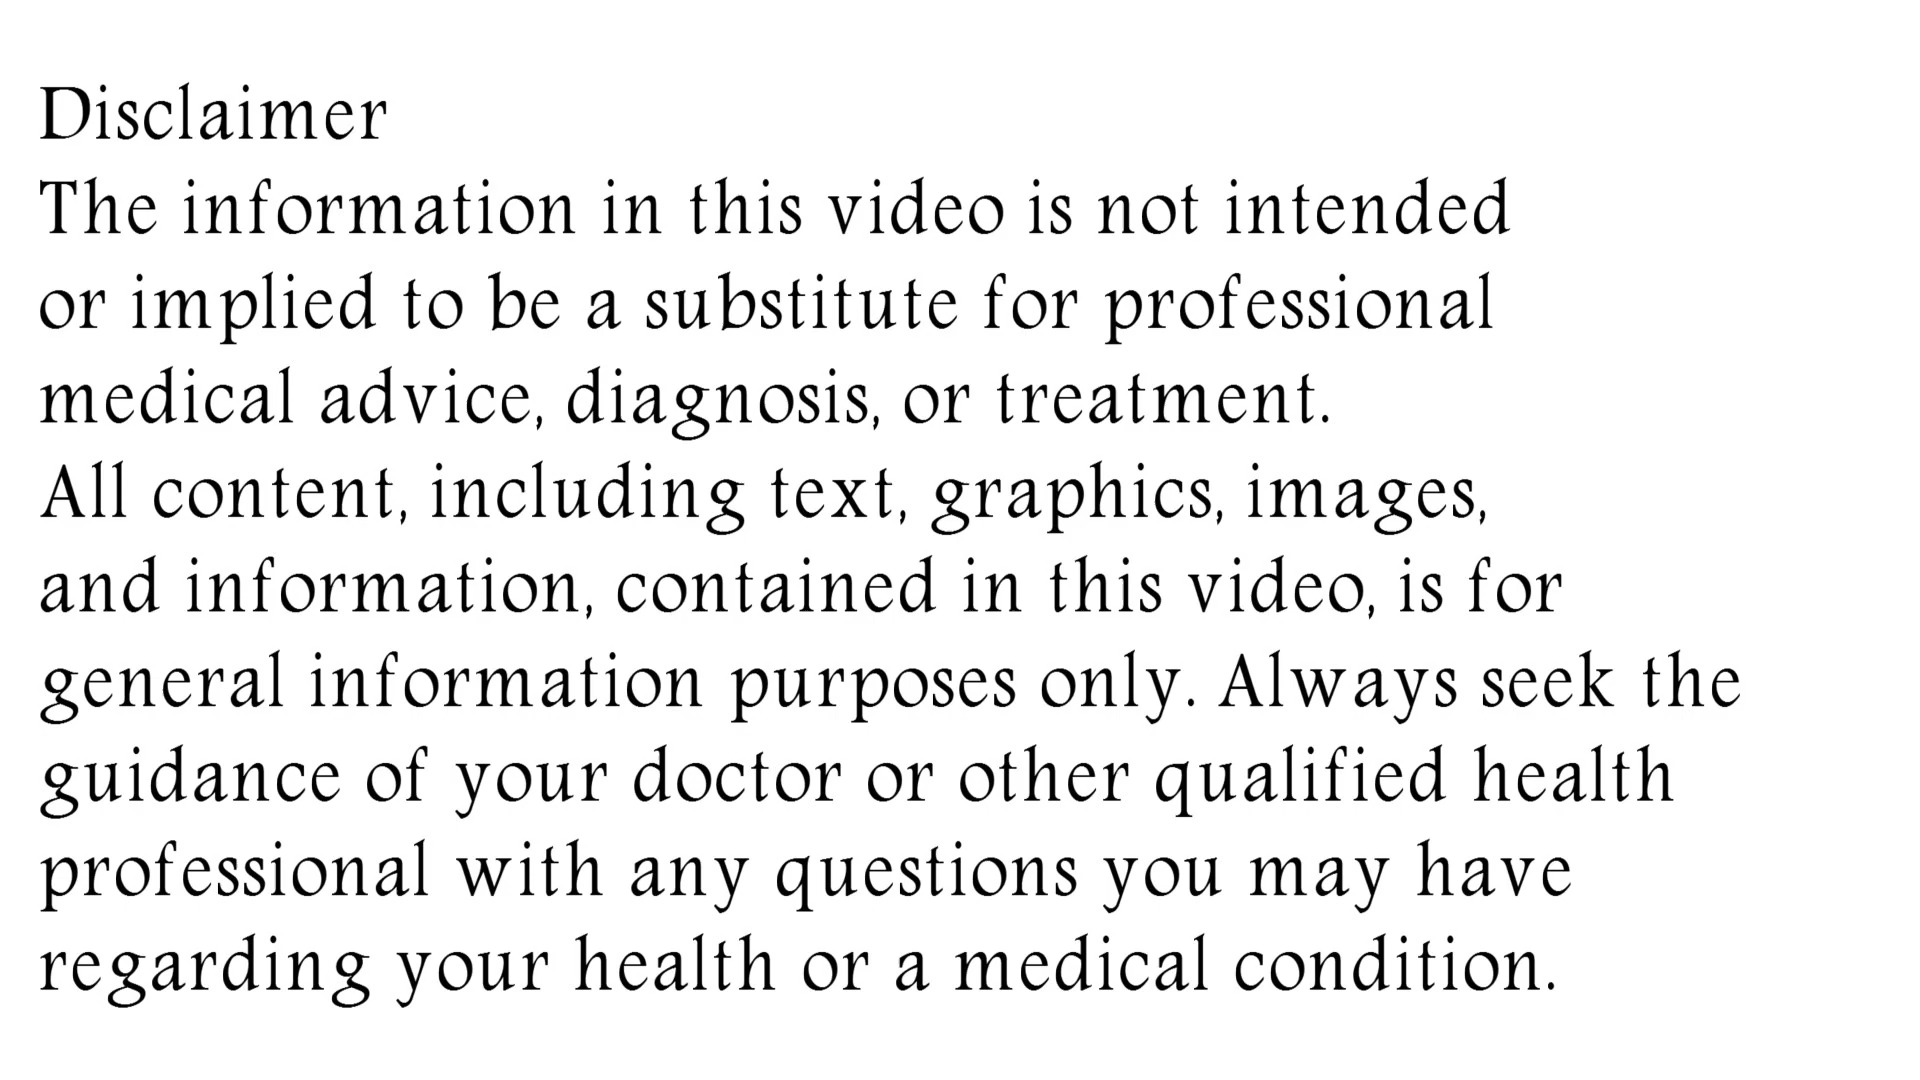 Disclaimer
The information in this video is not intended
or implied to be a substitute for professional
medical advice, diagnosis, or treatment.
All content, including text, graphics, images,
and information, contained in this video, is for
general information purposes only. Always seek the
guidance of your doctor or other qualified health
professional with any questions you may have
regarding your health or a medical condition.